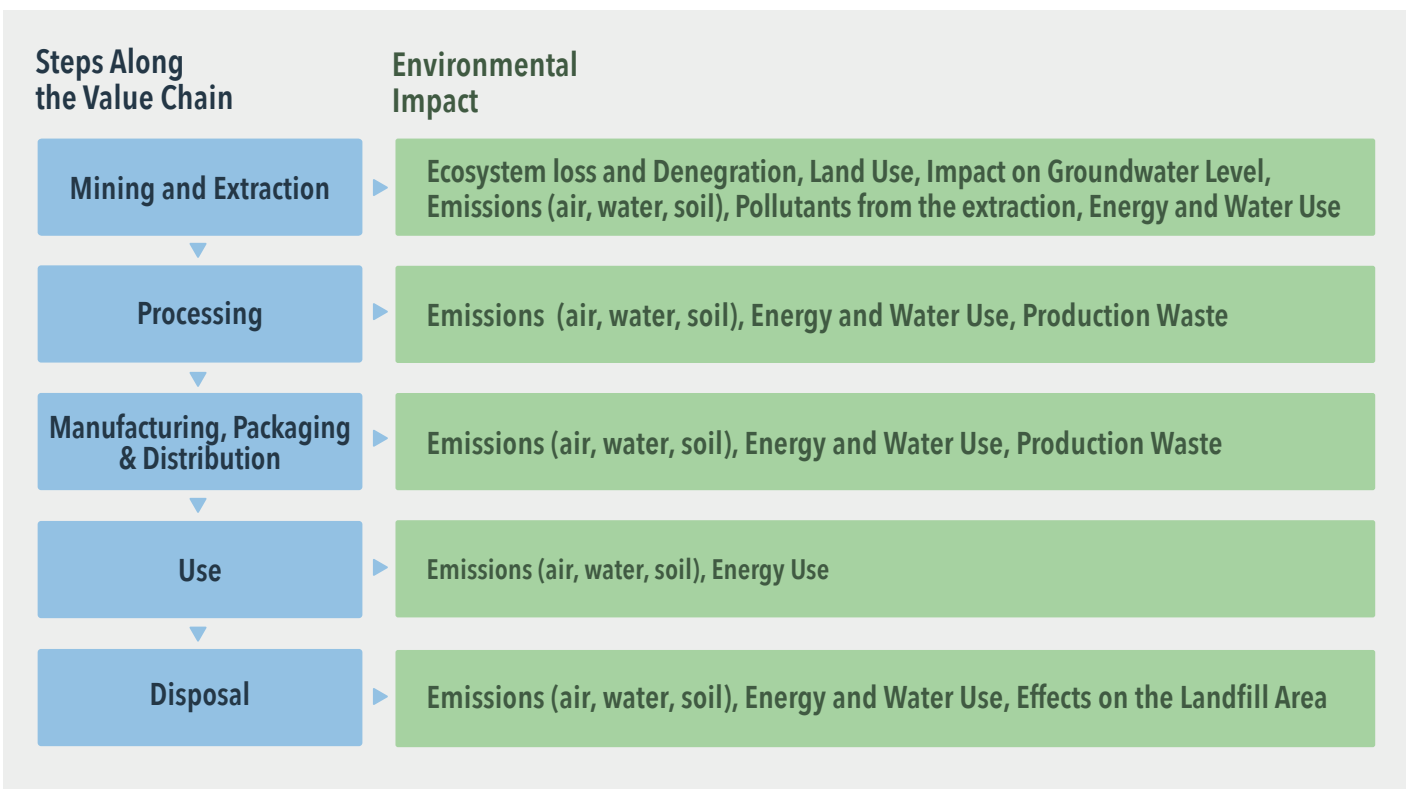 Steps Along
the Value Chain
Environmental
Impact
Mining and Extraction
Ecosystem loss and Denegration, Land Use, Impact on Groundwater Level,
Emissions (air, water, soil), Pollutants from the extraction, Energy and Water Use
Processing
Emissions (air, water, soil), Energy and Water Use, Production Waste
Manufacturing, Packaging
& Distribution
Emissions (air, water, soil), Energy and Water Use, Production Waste
Use
Emissions (air, water, soil), Energy Use
Disposal
Emissions (air, water, soil), Energy and Water Use, Effects on the Landfill Area